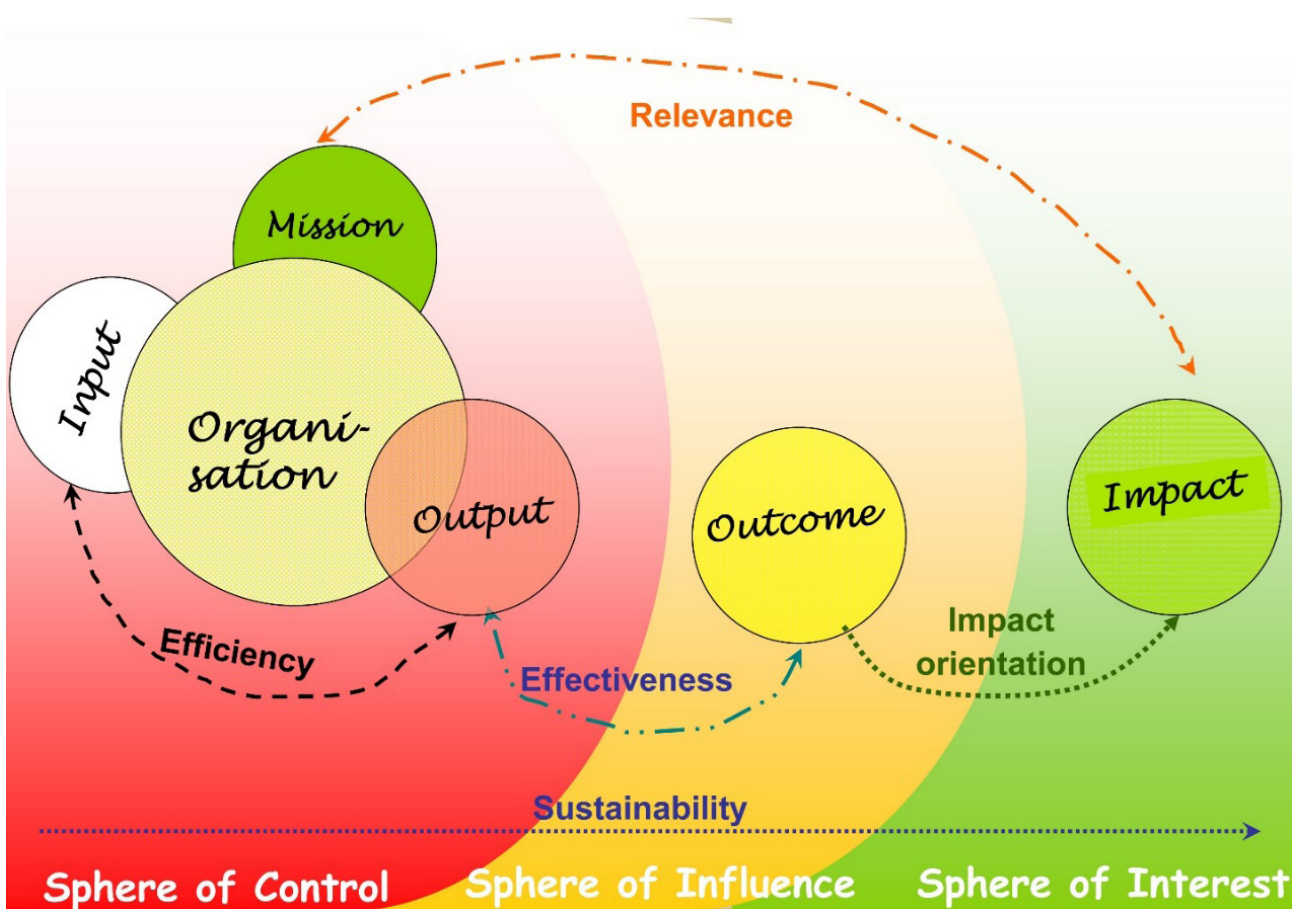 Relevance
Mission
Input
Organi-
sation
Output
Outcome
Impact
Efficiency
Effectiveness
Impact
orientation
Sustainability
Sphere of Control
Sphere of Influence
Sphere of Interest